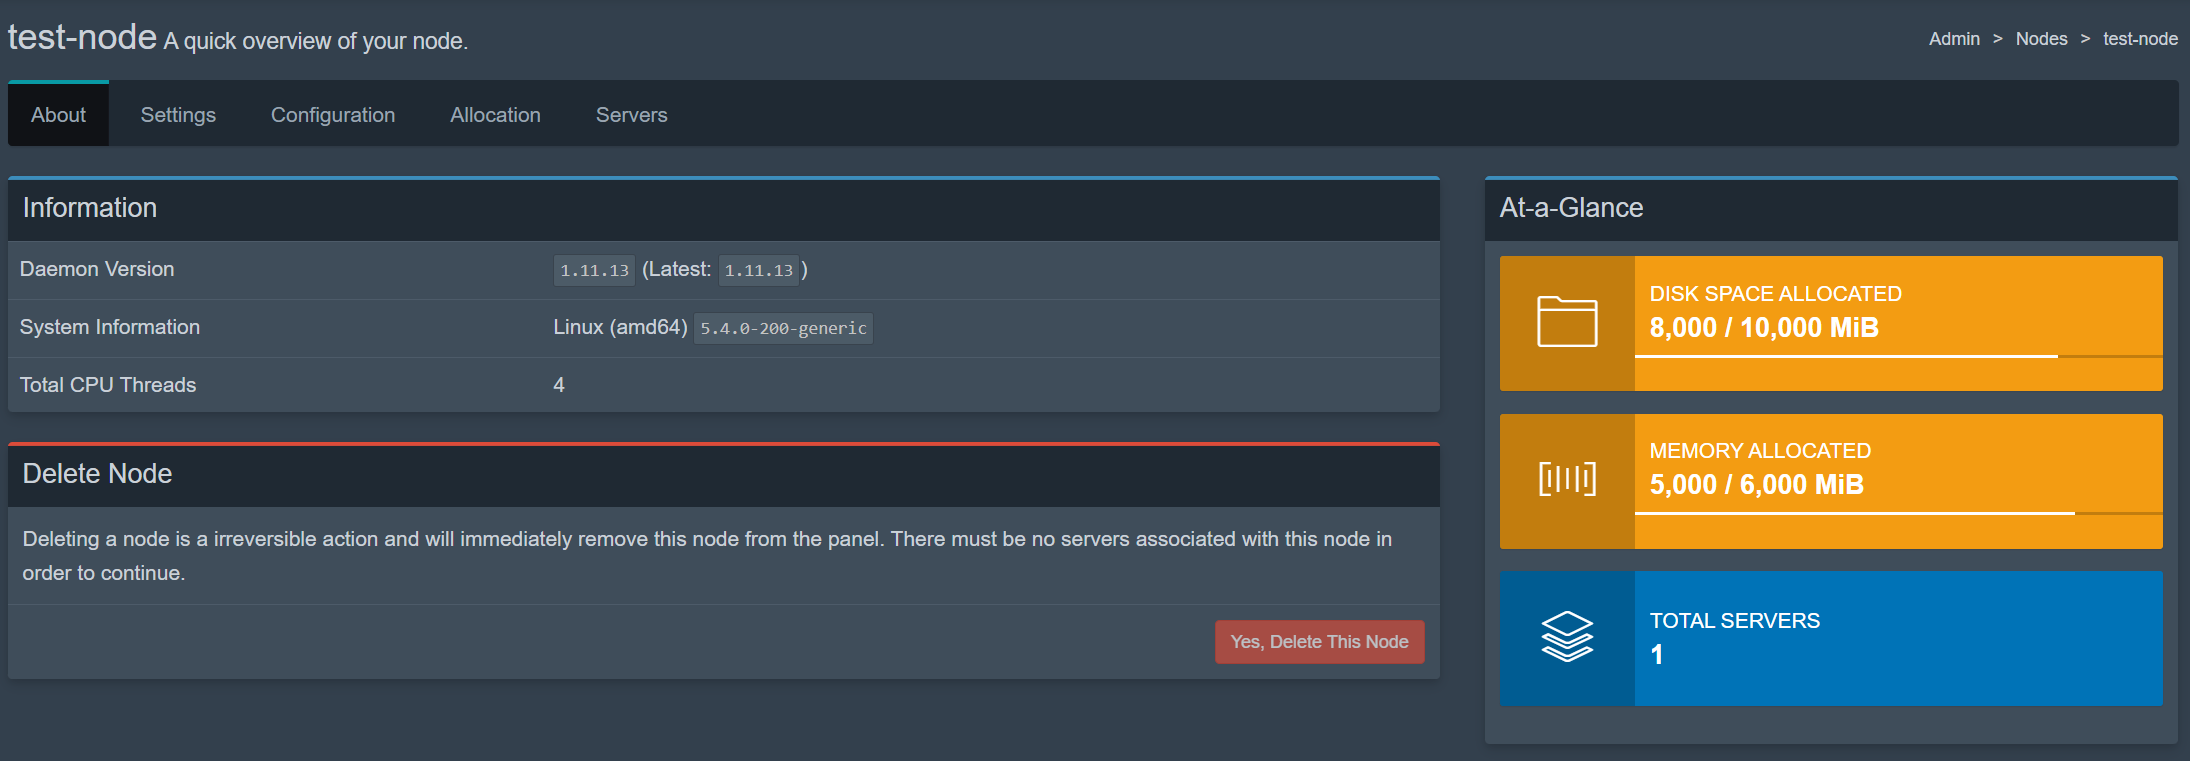 test-node A quick overview of your node.
Admin > Nodes > test-node
About Settings Configuration Allocation Servers
Information
Daemon Version 1.11.13 (Latest: 1.11.13)
System Information Linux (amd64) 5.4.0-200-generic
Total CPU Threads 4
Delete Node
Deleting a node is a irreversible action and will immediately remove this node from the panel. There must be no servers associated with this node in
order to continue.
Yes, Delete This Node
At-a-Glance
DISK SPACE ALLOCATED
8,000 / 10,000 MiB
MEMORY ALLOCATED
5,000 / 6,000 MiB
TOTAL SERVERS
1